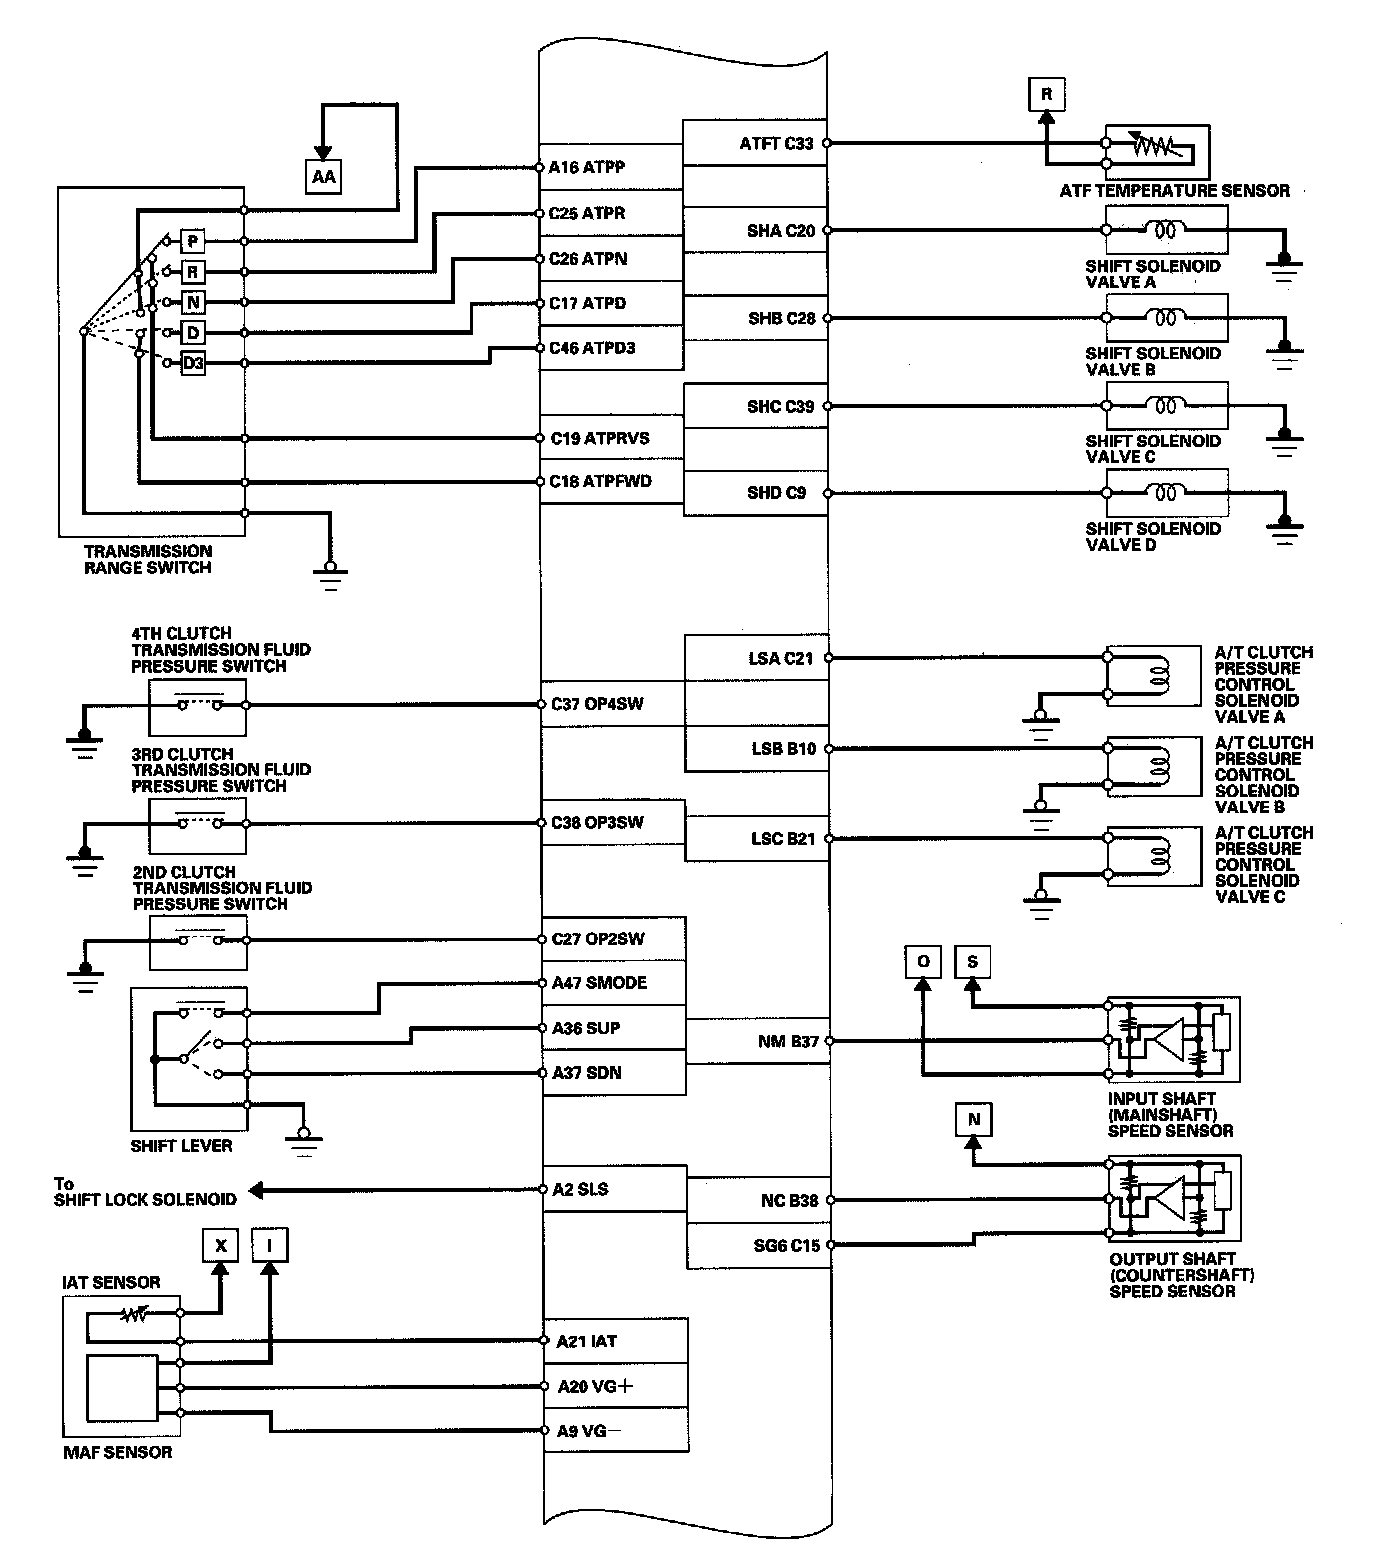 R
ATFT C33
ATF TEMPERATURE SENSOR
AA
A16 ATPP
C25 ATPR
SHA C20
SHIFT SOLENOID
VALVE A
P
R
N
D
D3
C26 ATPN
C17 ATPD
SHB C28
SHIFT SOLENOID
VALVE B
C46 ATPD3
SHC C39
SHIFT SOLENOID
VALVE C
C19 ATPRVS
C18 ATPFWD
SHD C9
SHIFT SOLENOID
VALVE D
TRANSMISSION
RANGE SWITCH
4TH CLUTCH
TRANSMISSION FLUID
PRESSURE SWITCH
LSA C21
A/T CLUTCH
PRESSURE
CONTROL
SOLENOID
VALVE A
C37 OP4SW
LSB B10
A/T CLUTCH
PRESSURE
CONTROL
SOLENOID
VALVE B
3RD CLUTCH
TRANSMISSION FLUID
PRESSURE SWITCH
C38 OP3SW
LSC B21
A/T CLUTCH
PRESSURE
CONTROL
SOLENOID
VALVE C
2ND CLUTCH
TRANSMISSION FLUID
PRESSURE SWITCH
C27 OP2SW
O
S
A47 SMODE
A36 SUP
NM B37
A37 SDN
INPUT SHAFT
(MAINSHAFT)
SPEED SENSOR
SHIFT LEVER
N
To
SHIFT LOCK SOLENOID
A2 SLS
NC B38
SG6 C15
OUTPUT SHAFT
(COUNTERSHAFT)
SPEED SENSOR
X
I
IAT SENSOR
A21 IAT
A20 VG+
A9 VG−
MAF SENSOR